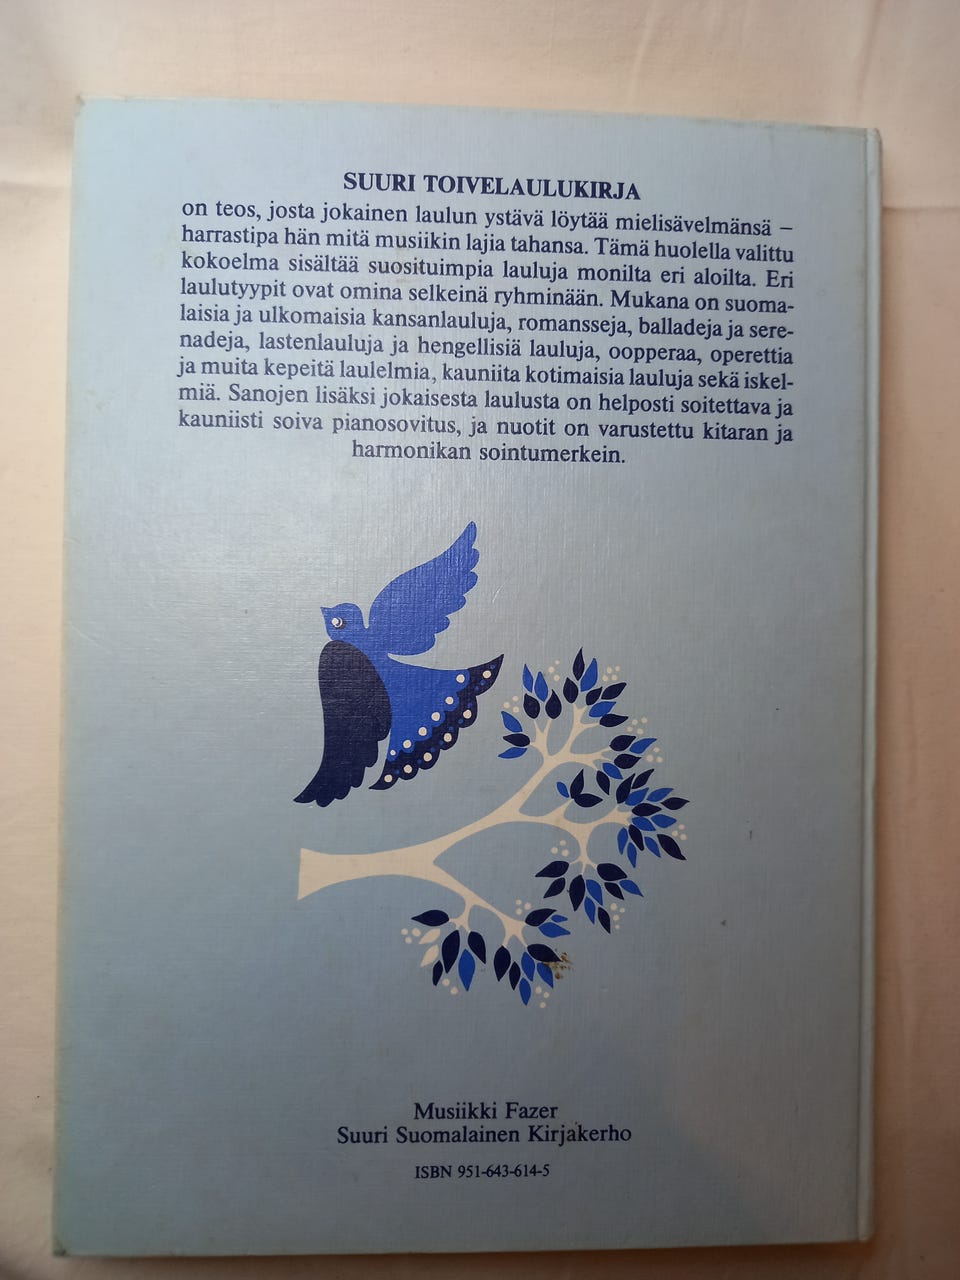 SUURI TOIVELAULUKIRJA
on teos, josta jokainen laulun ystävä löytää mielisävelmänsä –
harrastipa hän mitä musiikin lajia tahansa. Tämä huolella valittu
kokoelma sisältää suosituimpia lauluja monilta eri aloilta. Eri
laulutyypit ovat omina selkeinä ryhminään. Mukana on suoma-
laisia ja ulkomaisia kansanlauluja, romansseja, balladeja ja sere-
nadeja, lastenlauluja ja hengellisiä lauluja, oopperaa, operettia
ja muita kepeitä laulelmia, kauniita kotimaisia lauluja sekä iskel-
miä. Sanojen lisäksi jokaisesta laulusta on helposti soitettava ja
kauniisti soiva pianosovitus, ja nuotit on varustettu kitaran ja
harmonikan sointumerkein.
Musiikki Fazer
Suuri Suomalainen Kirjakerho
ISBN 951-643-614-5